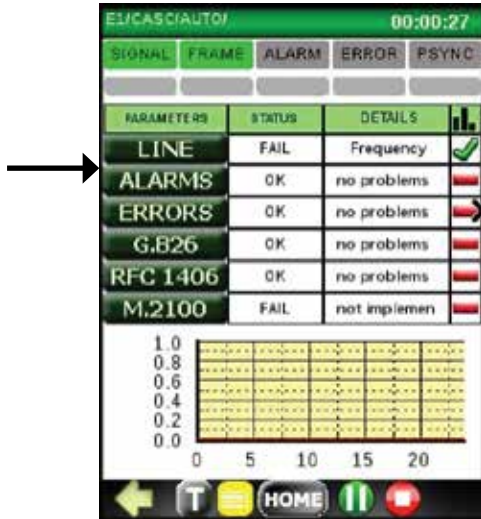 E1/CASC/AUTO/ 00:00:27
SIGNAL FRAME ALARM ERROR PSYNC
PARAMETERS STATUS DETAILS
LINE FAIL Frequency
ALARMS OK no problems
ERRORS OK no problems
G.826 OK no problems
RFC 1406 OK no problems
M.2100 FAIL not implemen
1.0
0.8
0.6
0.4
0.2
0.0
0 5 10 15 20
T HOME